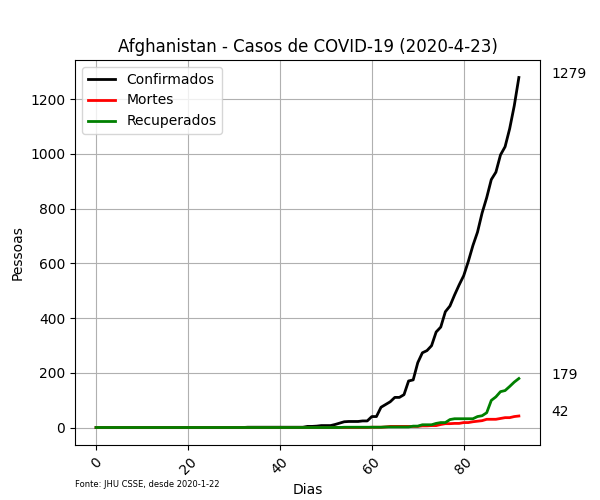 Afghanistan - Casos de COVID-19 (2020-4-23)
Confirmados
Mortes
Recuperados
1279
179
42
Pessoas
1200
1000
800
600
400
200
0
0
20
40
60
80
Dias
Fonte: JHU CSSE, desde 2020-1-22